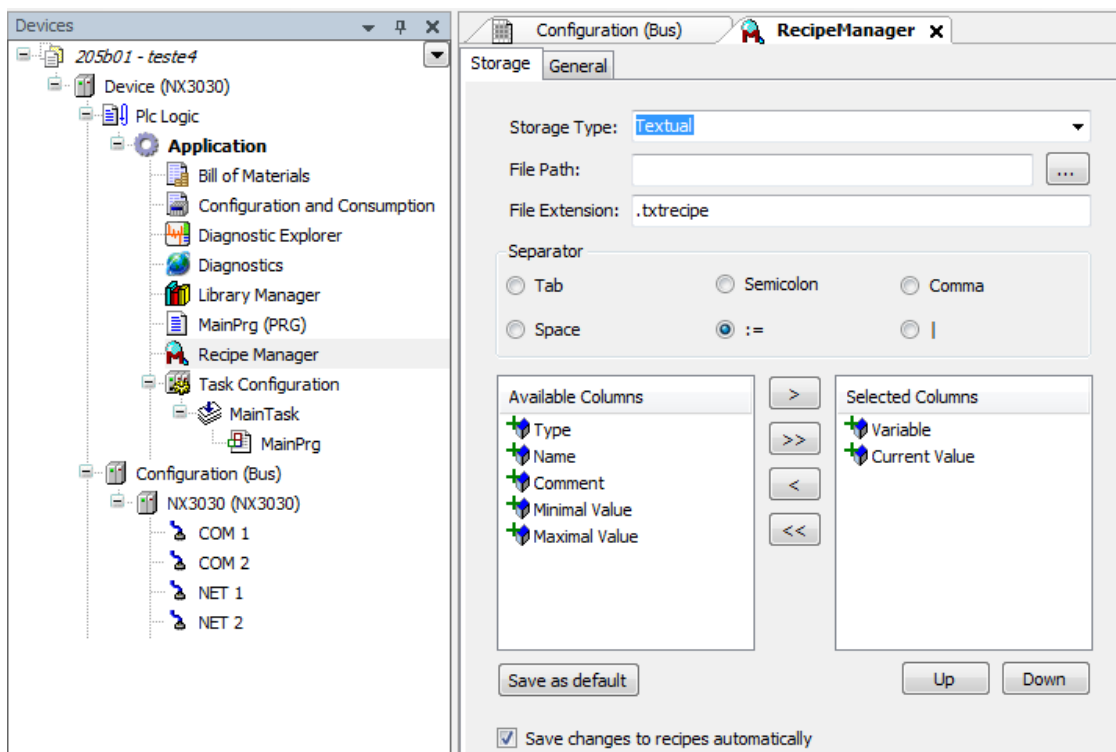 Devices
205b01 - teste4
Device (NX3030)
Plc Logic
Application
Bill of Materials
Configuration and Consumption
Diagnostic Explorer
Diagnostics
Library Manager
MainPrg (PRG)
Recipe Manager
Task Configuration
MainTask
MainPrg
Configuration (Bus)
NX3030 (NX3030)
COM 1
COM 2
NET 1
NET 2
Configuration (Bus) RecipeManager X
Storage General
Storage Type: Textual
File Path: ...
File Extension: .txtrecipe
Separator
Tab Semicolon Comma
Space := |
Available Columns
Type
Name
Comment
Minimal Value
Maximal Value
>
>>
<
<<
Selected Columns
Variable
Current Value
Save as default Up Down
Save changes to recipes automatically